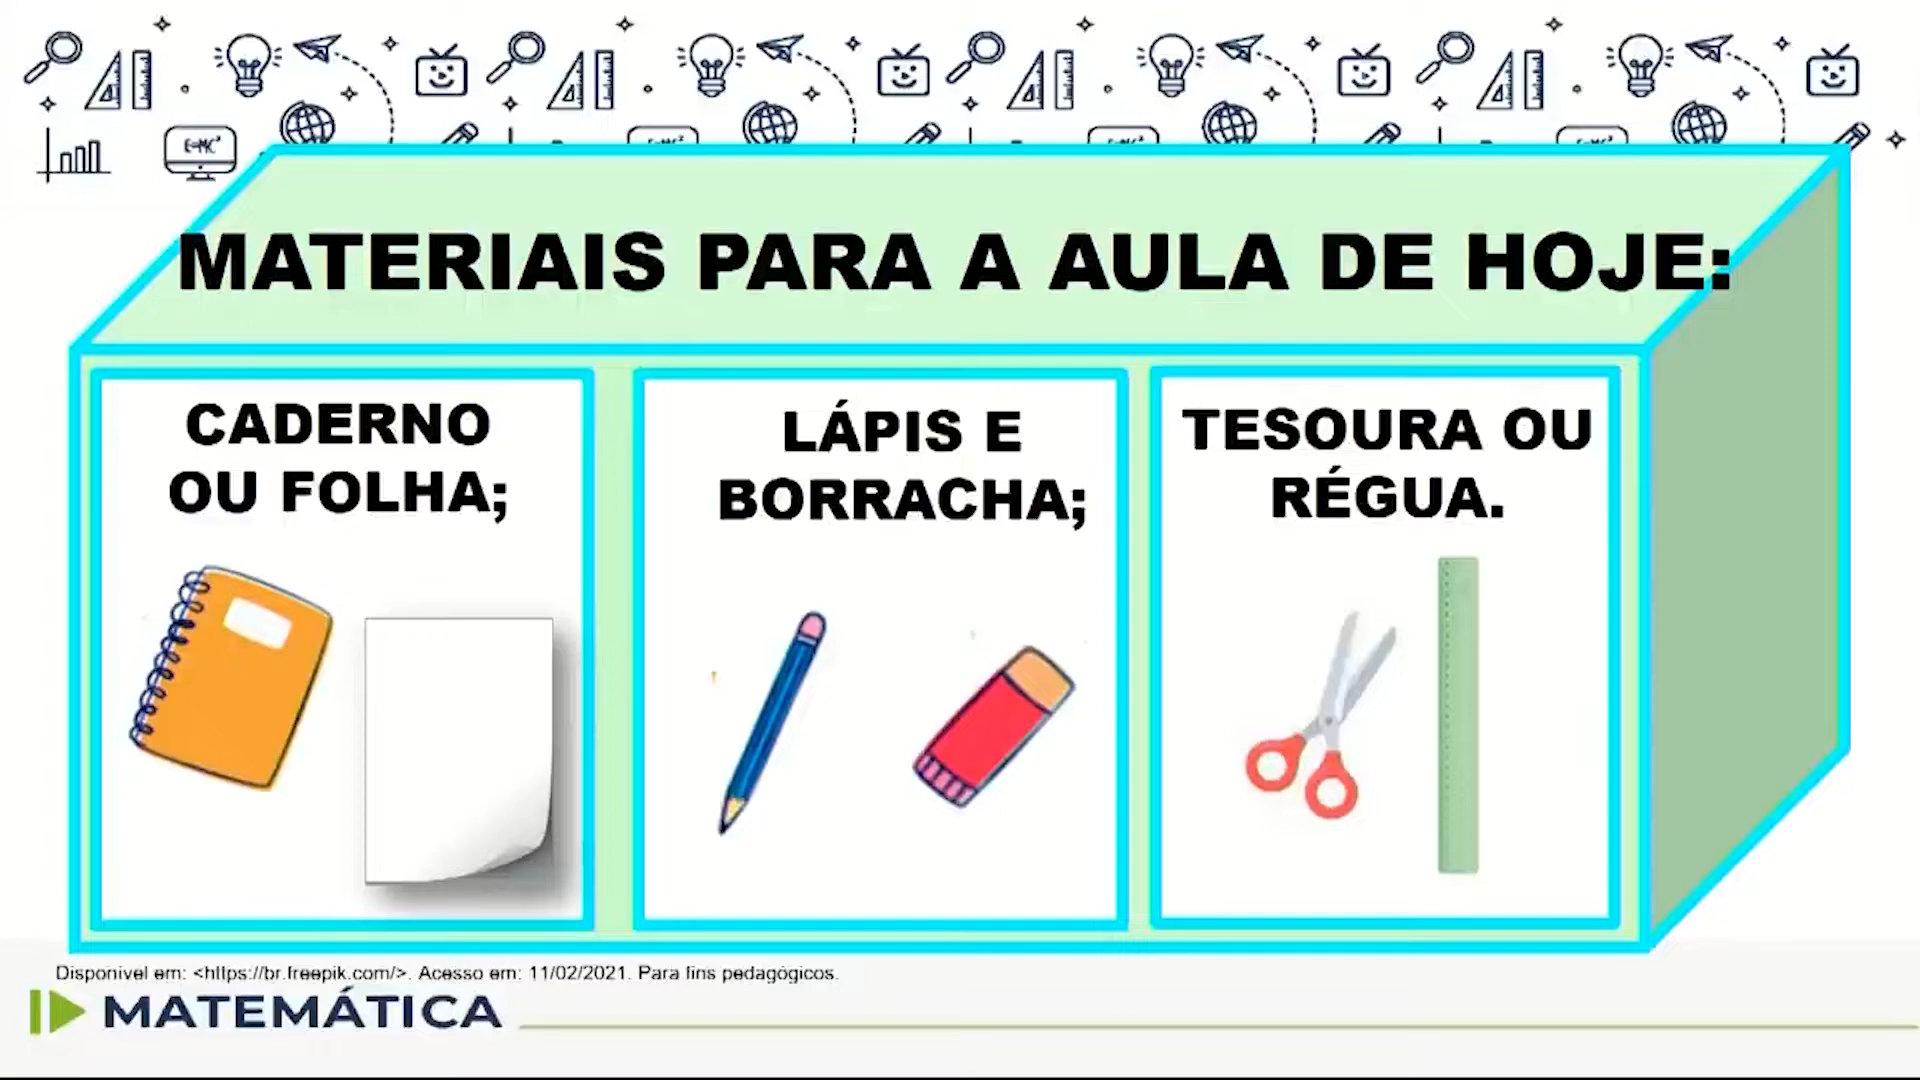 E=MC²
MATERIAIS PARA A AULA DE HOJE:
CADERNO
OU FOLHA;
LÁPIS E
BORRACHA;
TESOURA OU
RÉGUA.
Disponível em: <https://br.freepik.com/>. Acesso em: 11/02/2021. Para fins pedagógicos.
MATEMÁTICA